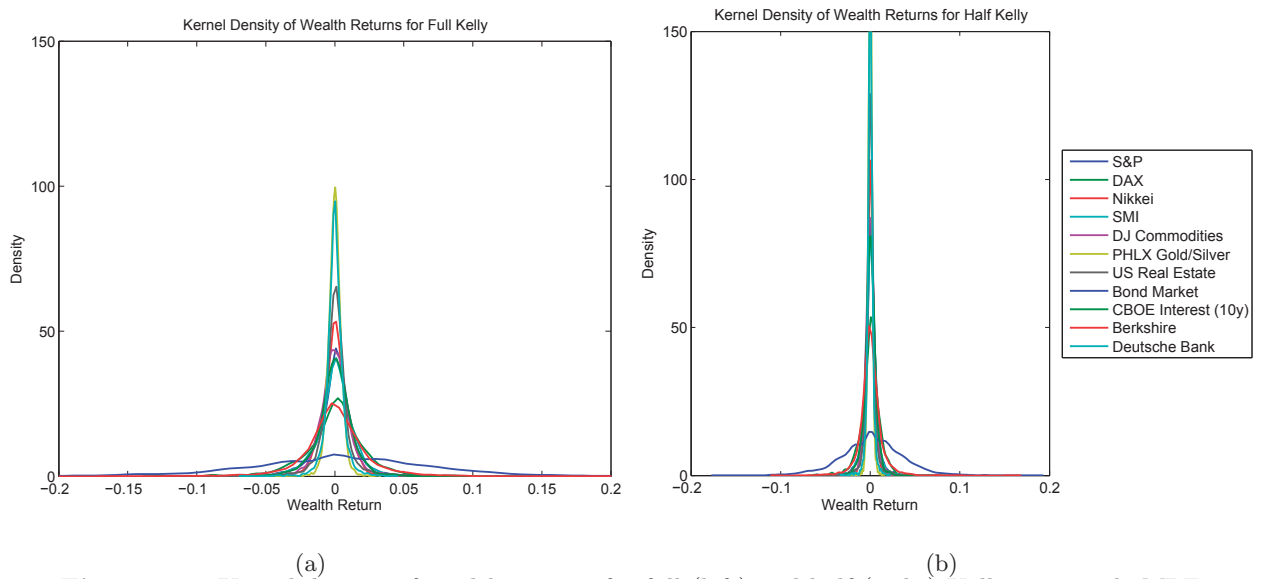 Kernel Density of Wealth Returns for Full Kelly
150
100
50
0
Density
−0.2
−0.15
−0.1
−0.05
0
0.05
0.1
0.15
0.2
Wealth Return
(a)
Kernel Density of Wealth Returns for Half Kelly
150
100
50
0
Density
−0.2
−0.1
0
0.1
0.2
Wealth Return
(b)
S&P
DAX
Nikkei
SMI
DJ Commodities
PHLX Gold/Silver
US Real Estate
Bond Market
CBOE Interest (10y)
Berkshire
Deutsche Bank